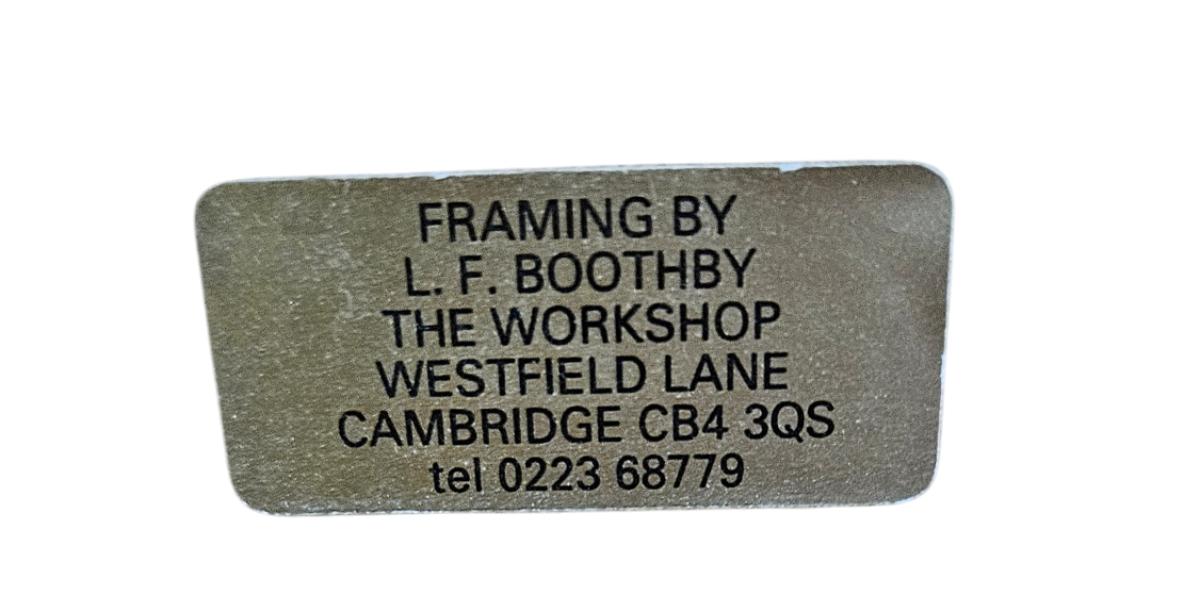 FRAMING BY
L. F. BOOTHBY
THE WORKSHOP
WESTFIELD LANE
CAMBRIDGE CB4 3QS
tel 0223 68779